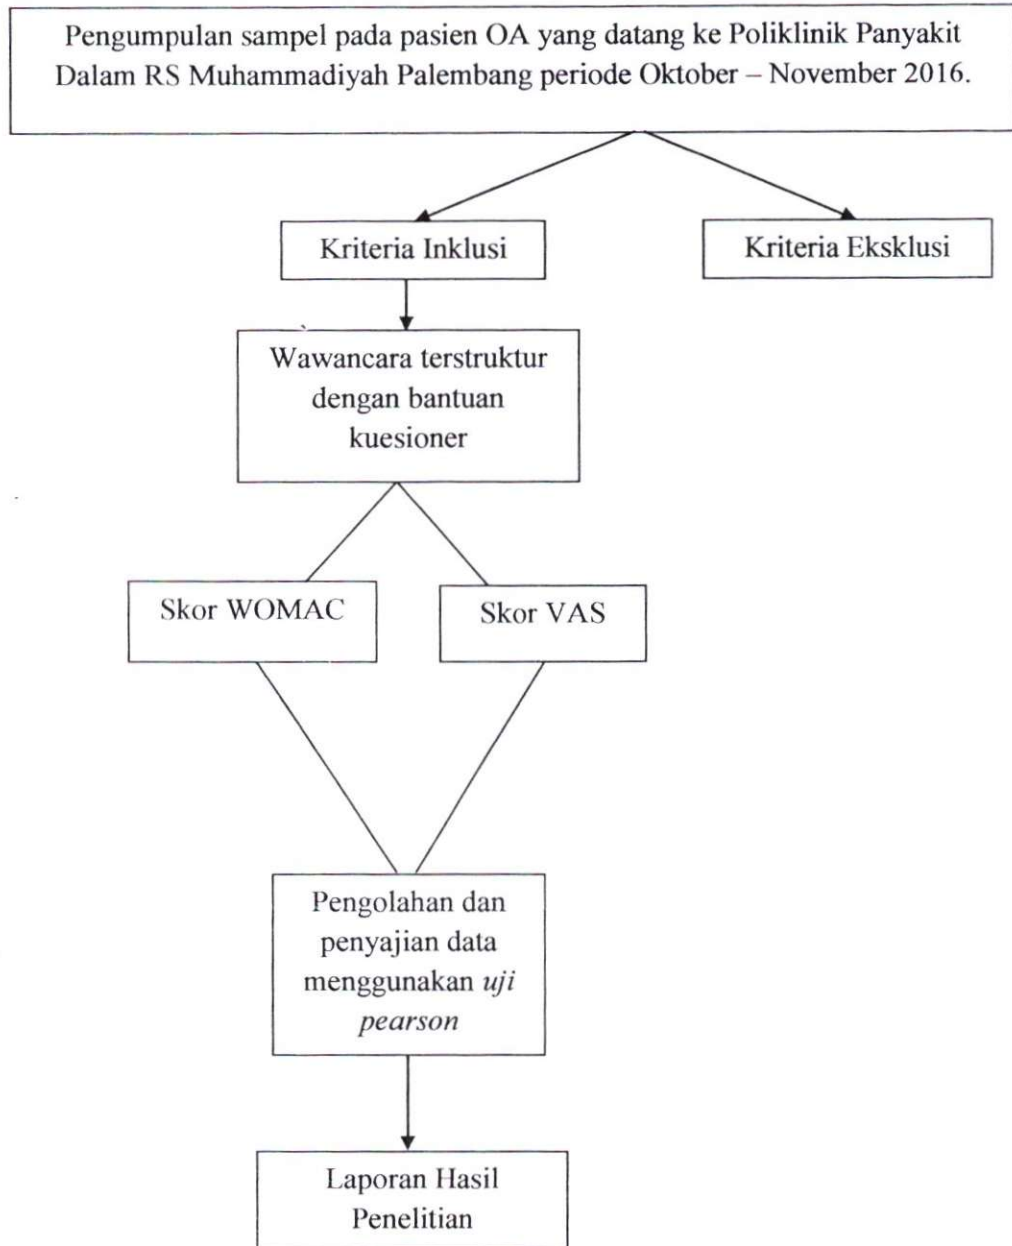 Pengumpulan sampel pada pasien OA yang datang ke Poliklinik Panyakit
Dalam RS Muhammadiyah Palembang periode Oktober – November 2016.
Kriteria Inklusi
Kriteria Eksklusi
Wawancara terstruktur
dengan bantuan
kuesioner
Skor WOMAC
Skor VAS
Pengolahan dan
penyajian data
menggunakan uji
pearson
Laporan Hasil
Penelitian